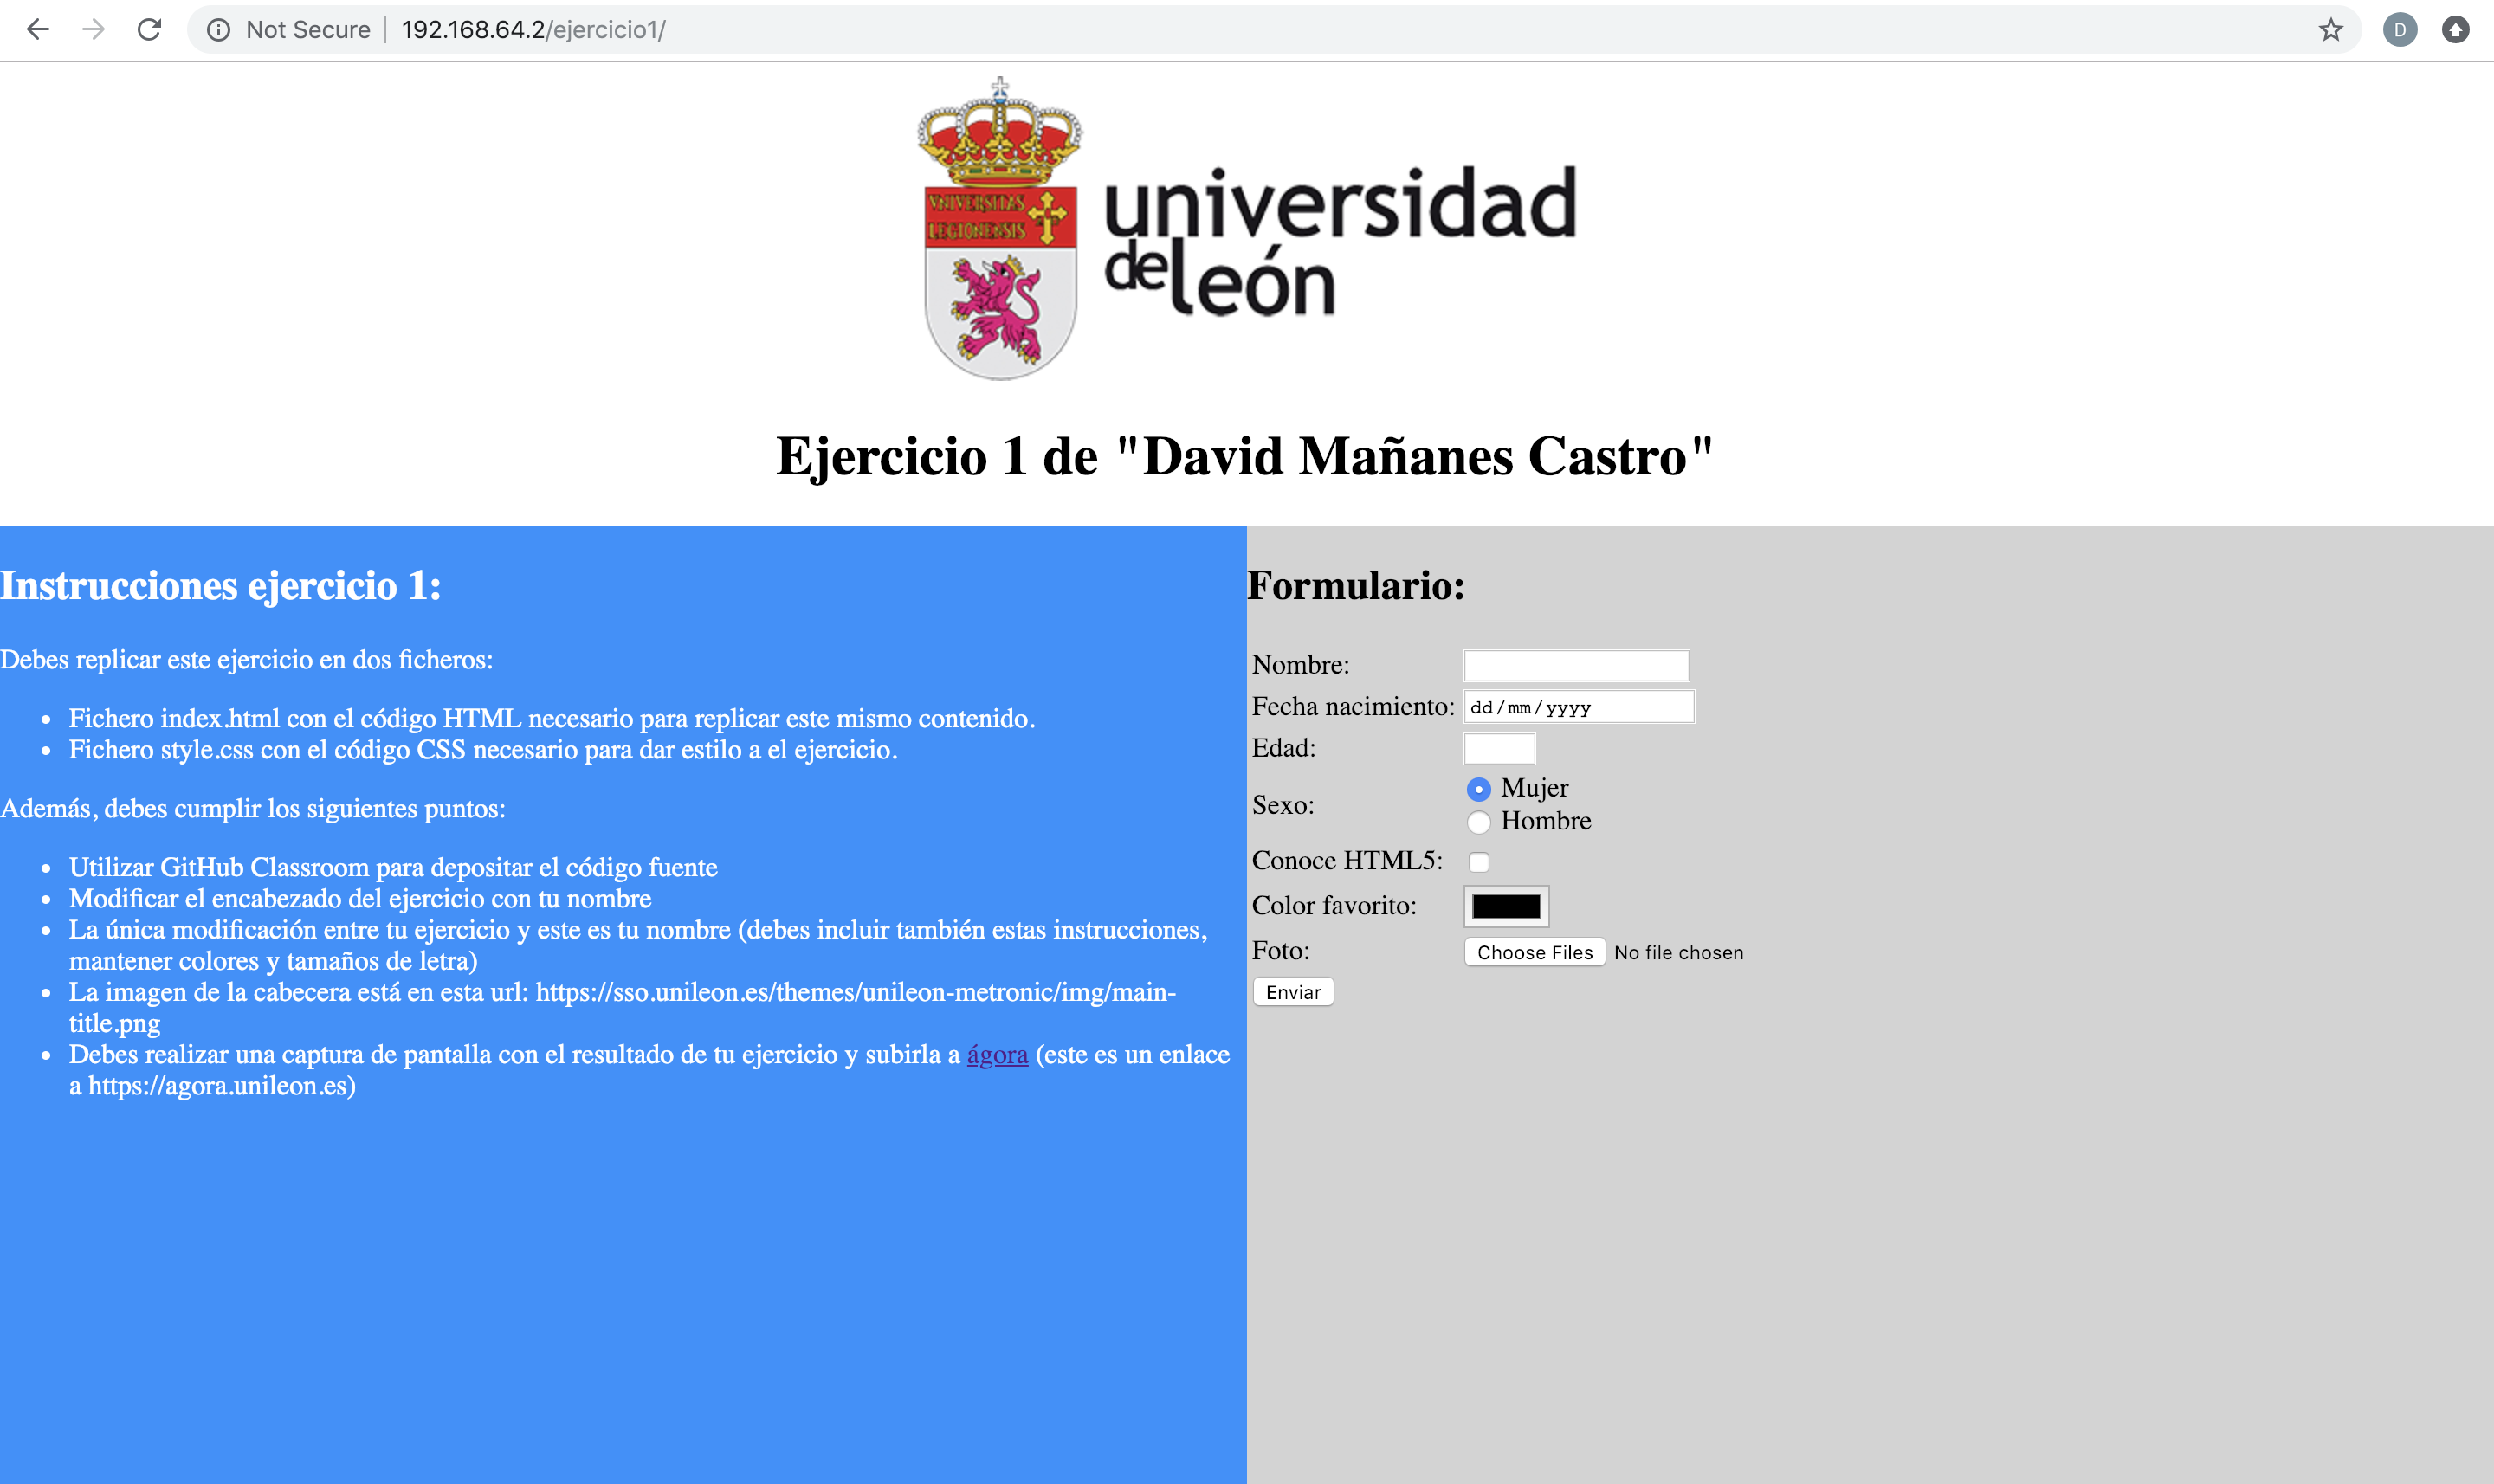 Not Secure 192.168.64.2/ejercicio1/
D
VNIVERSITAS
LEGIONENSIS
universidad
de león
Ejercicio 1 de "David Mañanes Castro"
Instrucciones ejercicio 1:
Debes replicar este ejercicio en dos ficheros:
Fichero index.html con el código HTML necesario para replicar este mismo contenido.
Fichero style.css con el código CSS necesario para dar estilo a el ejercicio.
Además, debes cumplir los siguientes puntos:
Utilizar GitHub Classroom para depositar el código fuente
Modificar el encabezado del ejercicio con tu nombre
La única modificación entre tu ejercicio y este es tu nombre (debes incluir también estas instrucciones,
mantener colores y tamaños de letra)
La imagen de la cabecera está en esta url: https://sso.unileon.es/themes/unileon-metronic/img/main-
title.png
Debes realizar una captura de pantalla con el resultado de tu ejercicio y subirla a ágora (este es un enlace
a https://agora.unileon.es)
Formulario:
Nombre:
Fecha nacimiento: dd/mm/yyyy
Edad:
Sexo:
Mujer
Hombre
Conoce HTML5:
Color favorito:
Foto: Choose Files No file chosen
Enviar